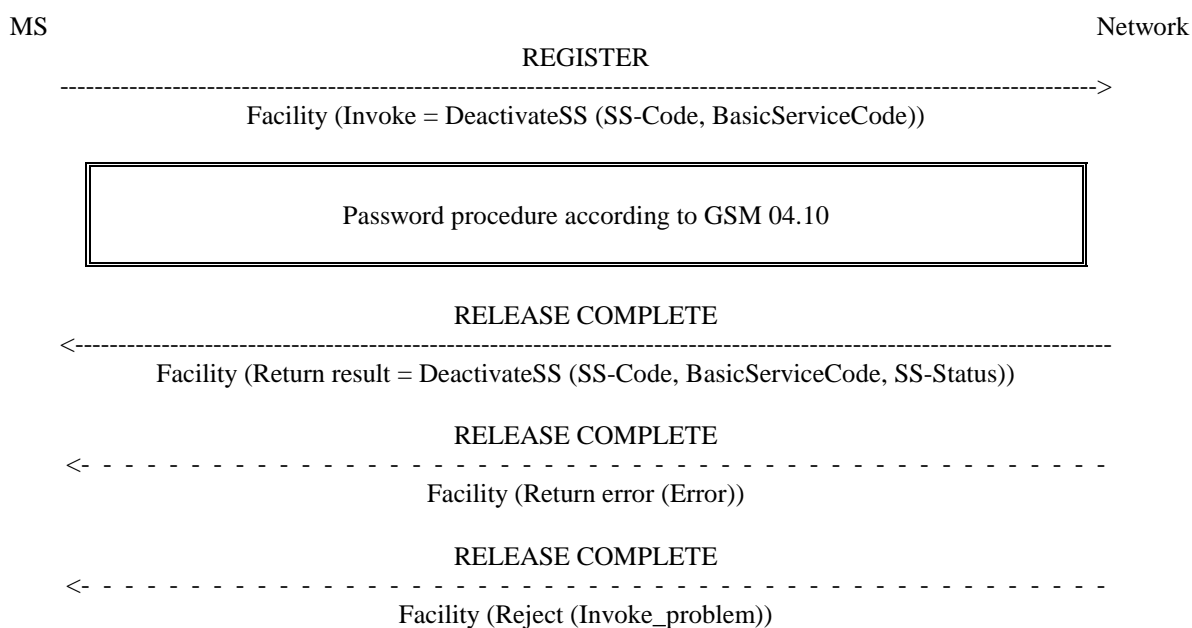 MS Network
REGISTER
------------------------------------------------------------------------------------------------------------------------>
Facility (Invoke = DeactivateSS (SS-Code, BasicServiceCode))
Password procedure according to GSM 04.10
RELEASE COMPLETE
<------------------------------------------------------------------------------------------------------------------------
Facility (Return result = DeactivateSS (SS-Code, BasicServiceCode, SS-Status))
RELEASE COMPLETE
<- - - - - - - - - - - - - - - - - - - - - - - - - - - - - - - - - - - - - - - - - - - - - - - -
Facility (Return error (Error))
RELEASE COMPLETE
<- - - - - - - - - - - - - - - - - - - - - - - - - - - - - - - - - - - - - - - - - - - - - - - -
Facility (Reject (Invoke_problem))